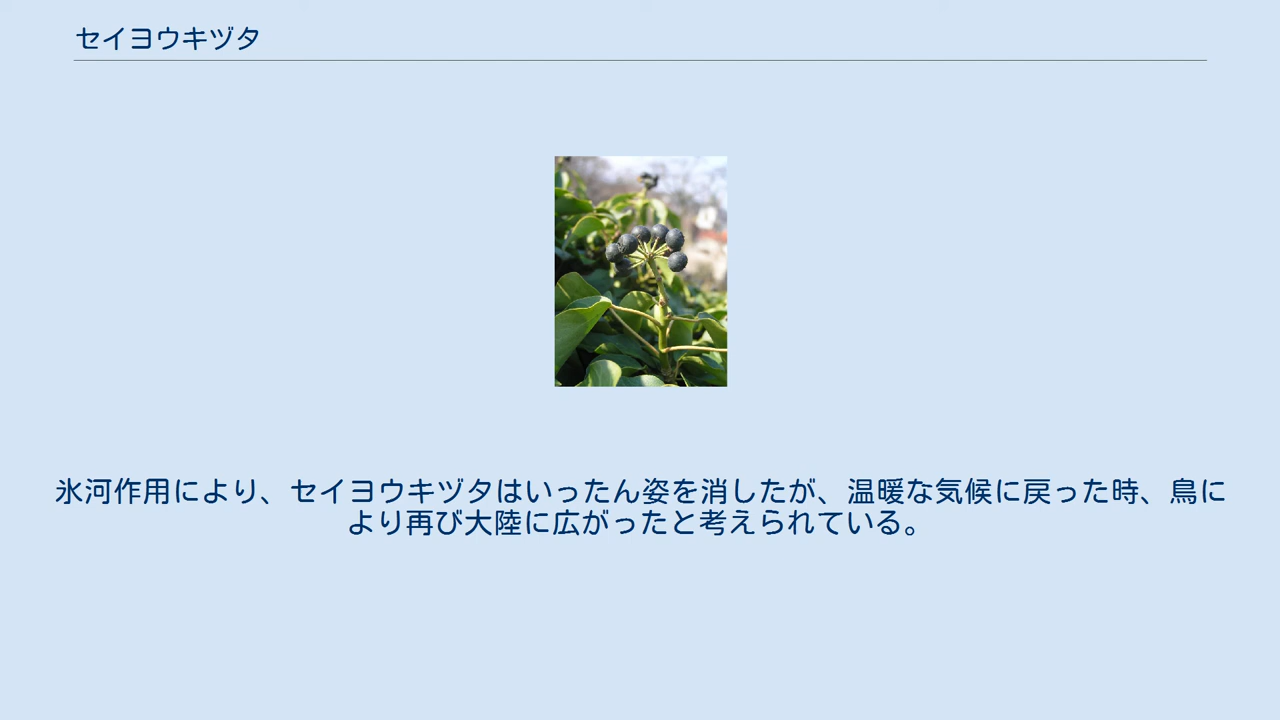 セイヨウキヅタ
氷河作用により、セイヨウキヅタはいったん姿を消したが、温暖な気候に戻った時、鳥に
より再び大陸に広がったと考えられている。